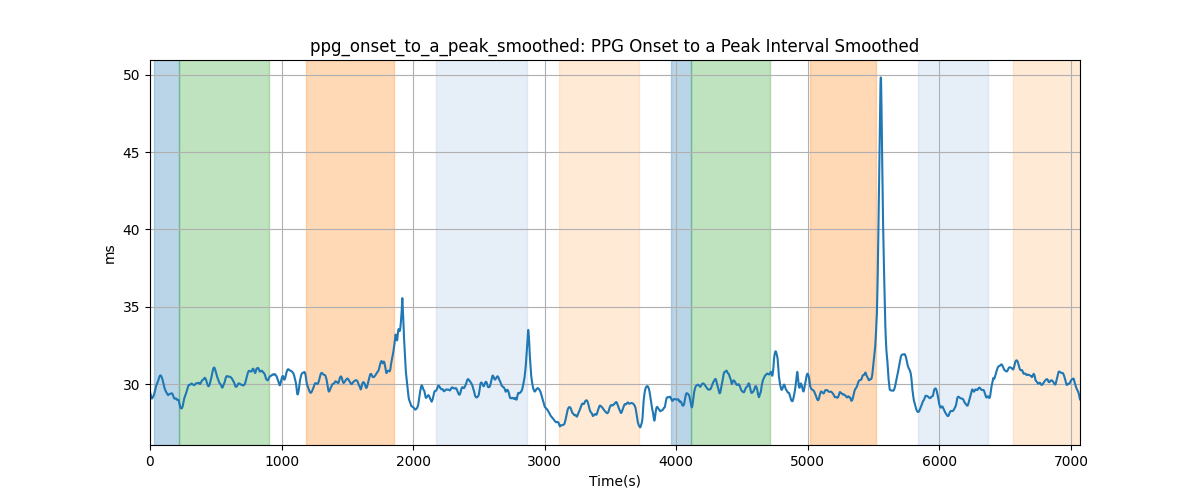 ppg_onset_to_a_peak_smoothed: PPG Onset to a Peak Interval Smoothed
50
45
40
35
30
ms
0 1000 2000 3000 4000 5000 6000 7000
Time(s)